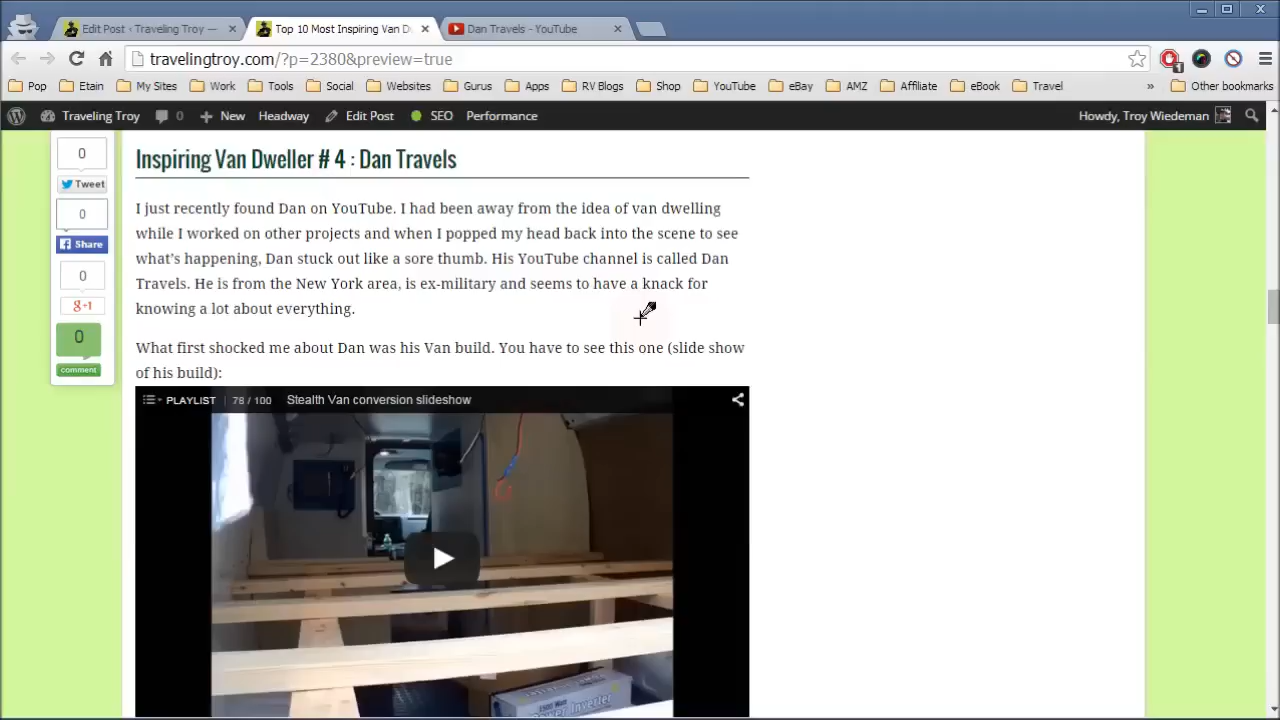 Edit Post ‹ Traveling Troy —
Top 10 Most Inspiring Van D
Dan Travels - YouTube
travelingtroy.com/?p=2380&preview=true
1
Pop
Etain
My Sites
Work
Tools
Social
Websites
Gurus
Apps
RV Blogs
Shop
YouTube
eBay
AMZ
Affiliate
eBook
Travel
»
Other bookmarks
Traveling Troy
0
New
Headway
Edit Post
SEO
Performance
Howdy, Troy Wiedeman
0
Tweet
0
Share
0
g+1
0
comment
Inspiring Van Dweller # 4 : Dan Travels
I just recently found Dan on YouTube. I had been away from the idea of van dwelling
while I worked on other projects and when I popped my head back into the scene to see
what's happening, Dan stuck out like a sore thumb. His YouTube channel is called Dan
Travels. He is from the New York area, is ex-military and seems to have a knack for
knowing a lot about everything.
What first shocked me about Dan was his Van build. You have to see this one (slide show
of his build):
PLAYLIST 78 / 100 Stealth Van conversion slideshow
Power Inverter